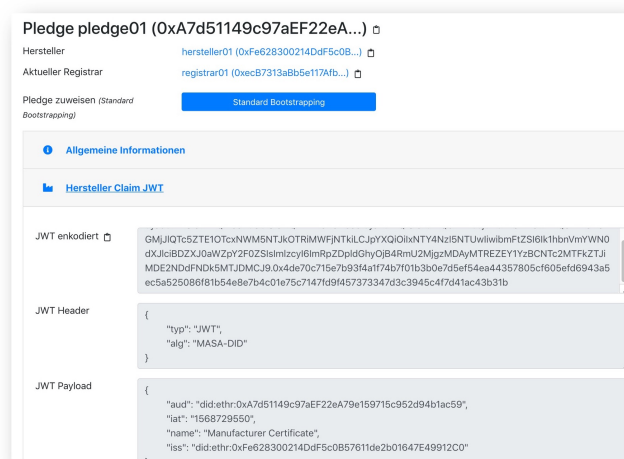 Pledge pledge01 (0xA7d51149c97aEF22eA...)
Hersteller
hersteller01 (0xFe628300214DdF5c0B...)
Aktueller Registrar
registrar01 (0xecB7313aBb5e117Afb...)
Pledge zuweisen (Standard
Bootstrapping)
Standard Bootstrapping
Allgemeine Informationen
Hersteller Claim JWT
JWT enkodiert
GMjJlQTc5ZTE1OTcxNWM5NTJkOTRiMWFjNTkiLCJpYXQiOiIxNTY4NzI5NTUwIiwibmFtZSI6Ik1hbnVmYWN0
dXJlciBDZXJ0aWZpY2F0ZSIsImlzcyI6ImRpZDpldGhyOjB4RmU2MjgzMDAyMTREZEY1YzBCNTc2MTFkZTJi
MDE2NDdFNDk5MTJDMCJ9.0x4de70c715e7b93f4a1f74b7f01b3b0e7d5ef54ea44357805cf605efd6943a5
ec5a525086f81b54e8e7b4c01e75c7147fd9f457373347d3c3945c4f7d41ac43b31b
JWT Header
{
"typ": "JWT",
"alg": "MASA-DID"
}
JWT Payload
{
"aud": "did:ethr:0xA7d51149c97aEF22eA79e159715c952d94b1ac59",
"iat": "1568729550",
"name": "Manufacturer Certificate",
"iss": "did:ethr:0xFe628300214DdF5c0B57611de2b01647E49912C0"